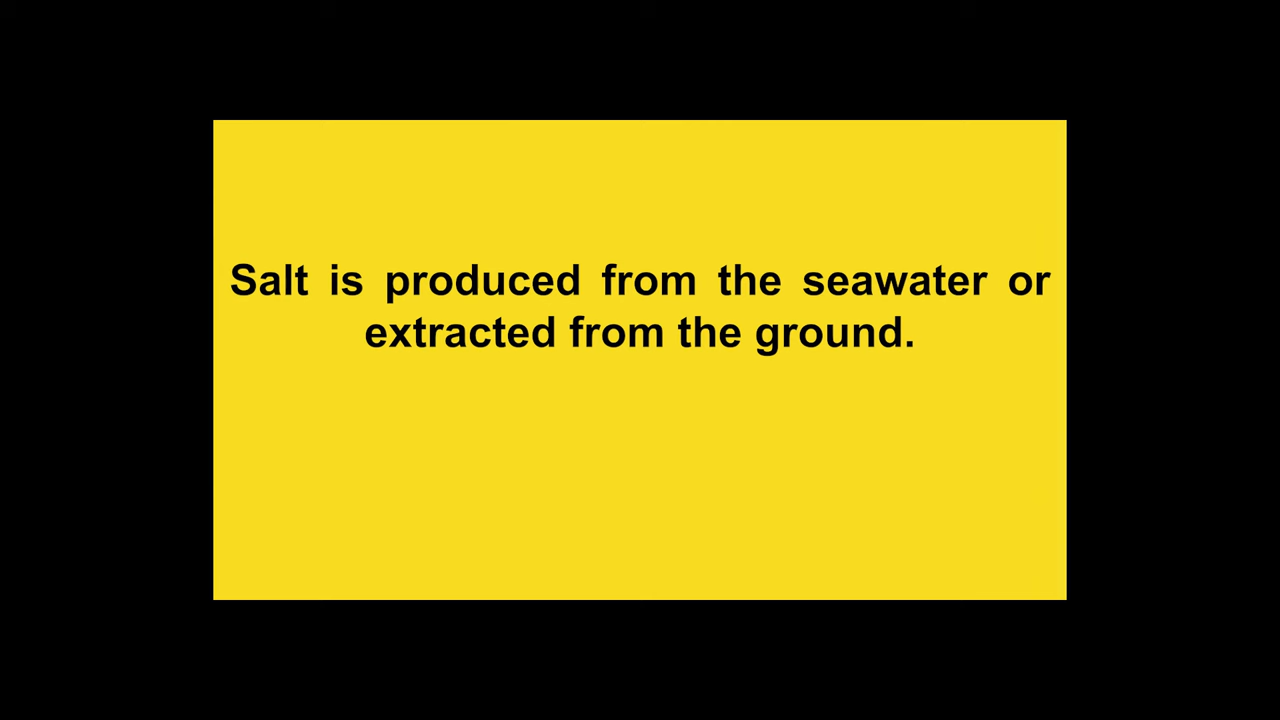 Salt is produced from the seawater or
extracted from the ground.